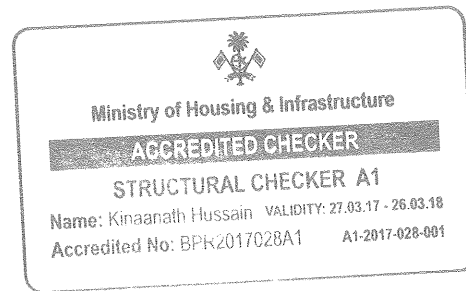 Ministry of Housing & Infrastructure
ACCREDITED CHECKER
STRUCTURAL CHECKER A1
Name: Kinaanath Hussain VALIDITY: 27.03.17 - 26.03.18
Accredited No: BPR2017028A1 A1-2017-028-001